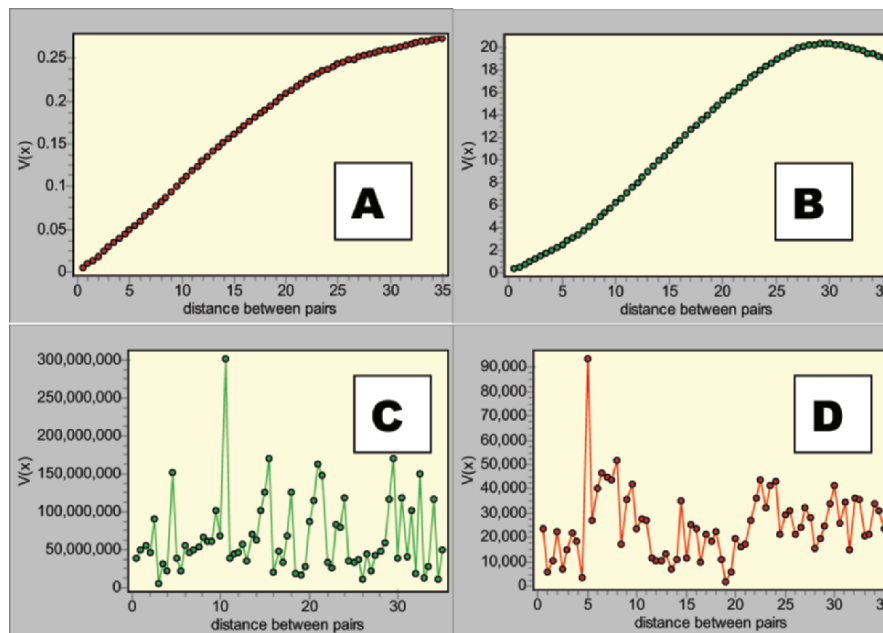 V(x)
0.25
0.2
0.15
0.1
0.05
0
0 5 10 15 20 25 30 35
distance between pairs
A
V(x)
20
18
16
14
12
10
8
6
4
2
0
0 5 10 15 20 25 30
distance between pairs
B
V(x)
300,000,000
250,000,000
200,000,000
150,000,000
100,000,000
50,000,000
0
0 10 20 30
distance between pairs
C
V(x)
90,000
80,000
70,000
60,000
50,000
40,000
30,000
20,000
10,000
0
0 5 10 15 20 25 30
distance between pairs
D